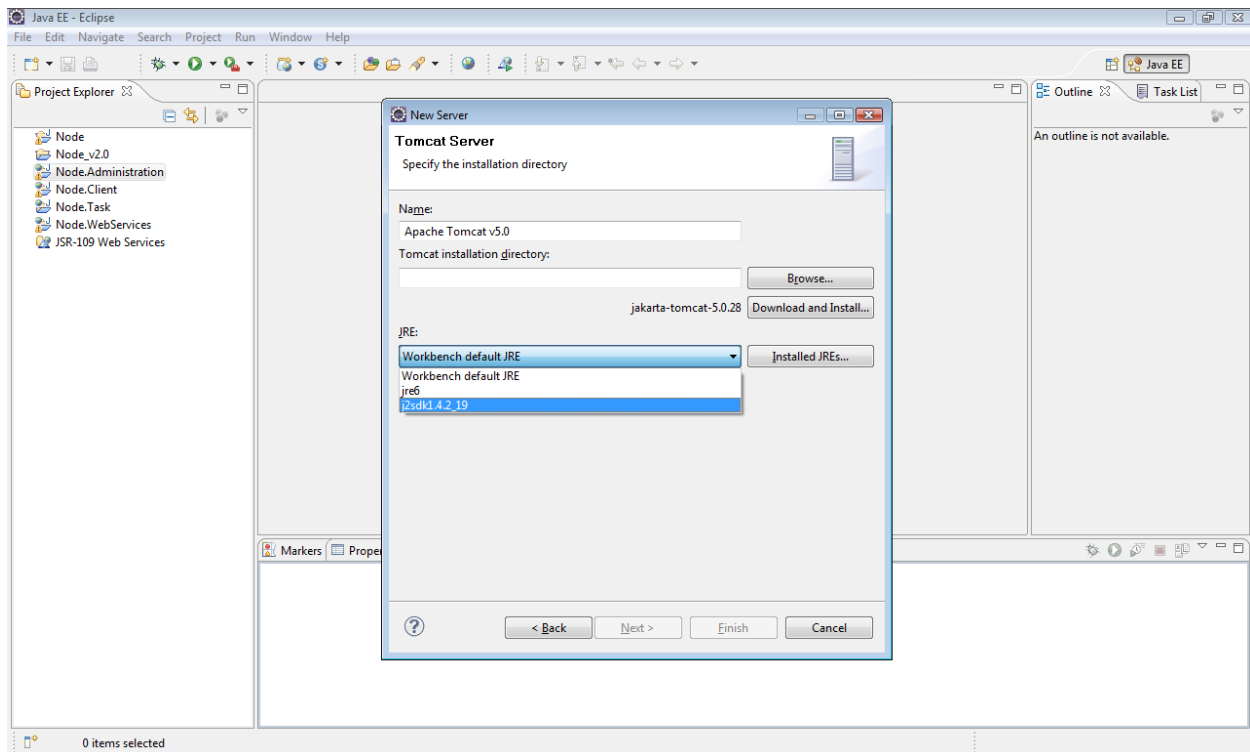 Java EE - Eclipse
File Edit Navigate Search Project Run Window Help
Java EE
Project Explorer
Node
Node_v2.0
Node.Administration
Node.Client
Node.Task
Node.WebServices
JSR-109 Web Services
New Server
Tomcat Server
Specify the installation directory
Name:
Apache Tomcat v5.0
Tomcat installation directory:
Browse...
jakarta-tomcat-5.0.28 Download and Install...
JRE:
Workbench default JRE
Installed JREs...
Workbench default JRE
jre6
j2sdk1.4.2_19
< Back Next > Finish Cancel
Outline Task List
An outline is not available.
Markers Proper
0 items selected